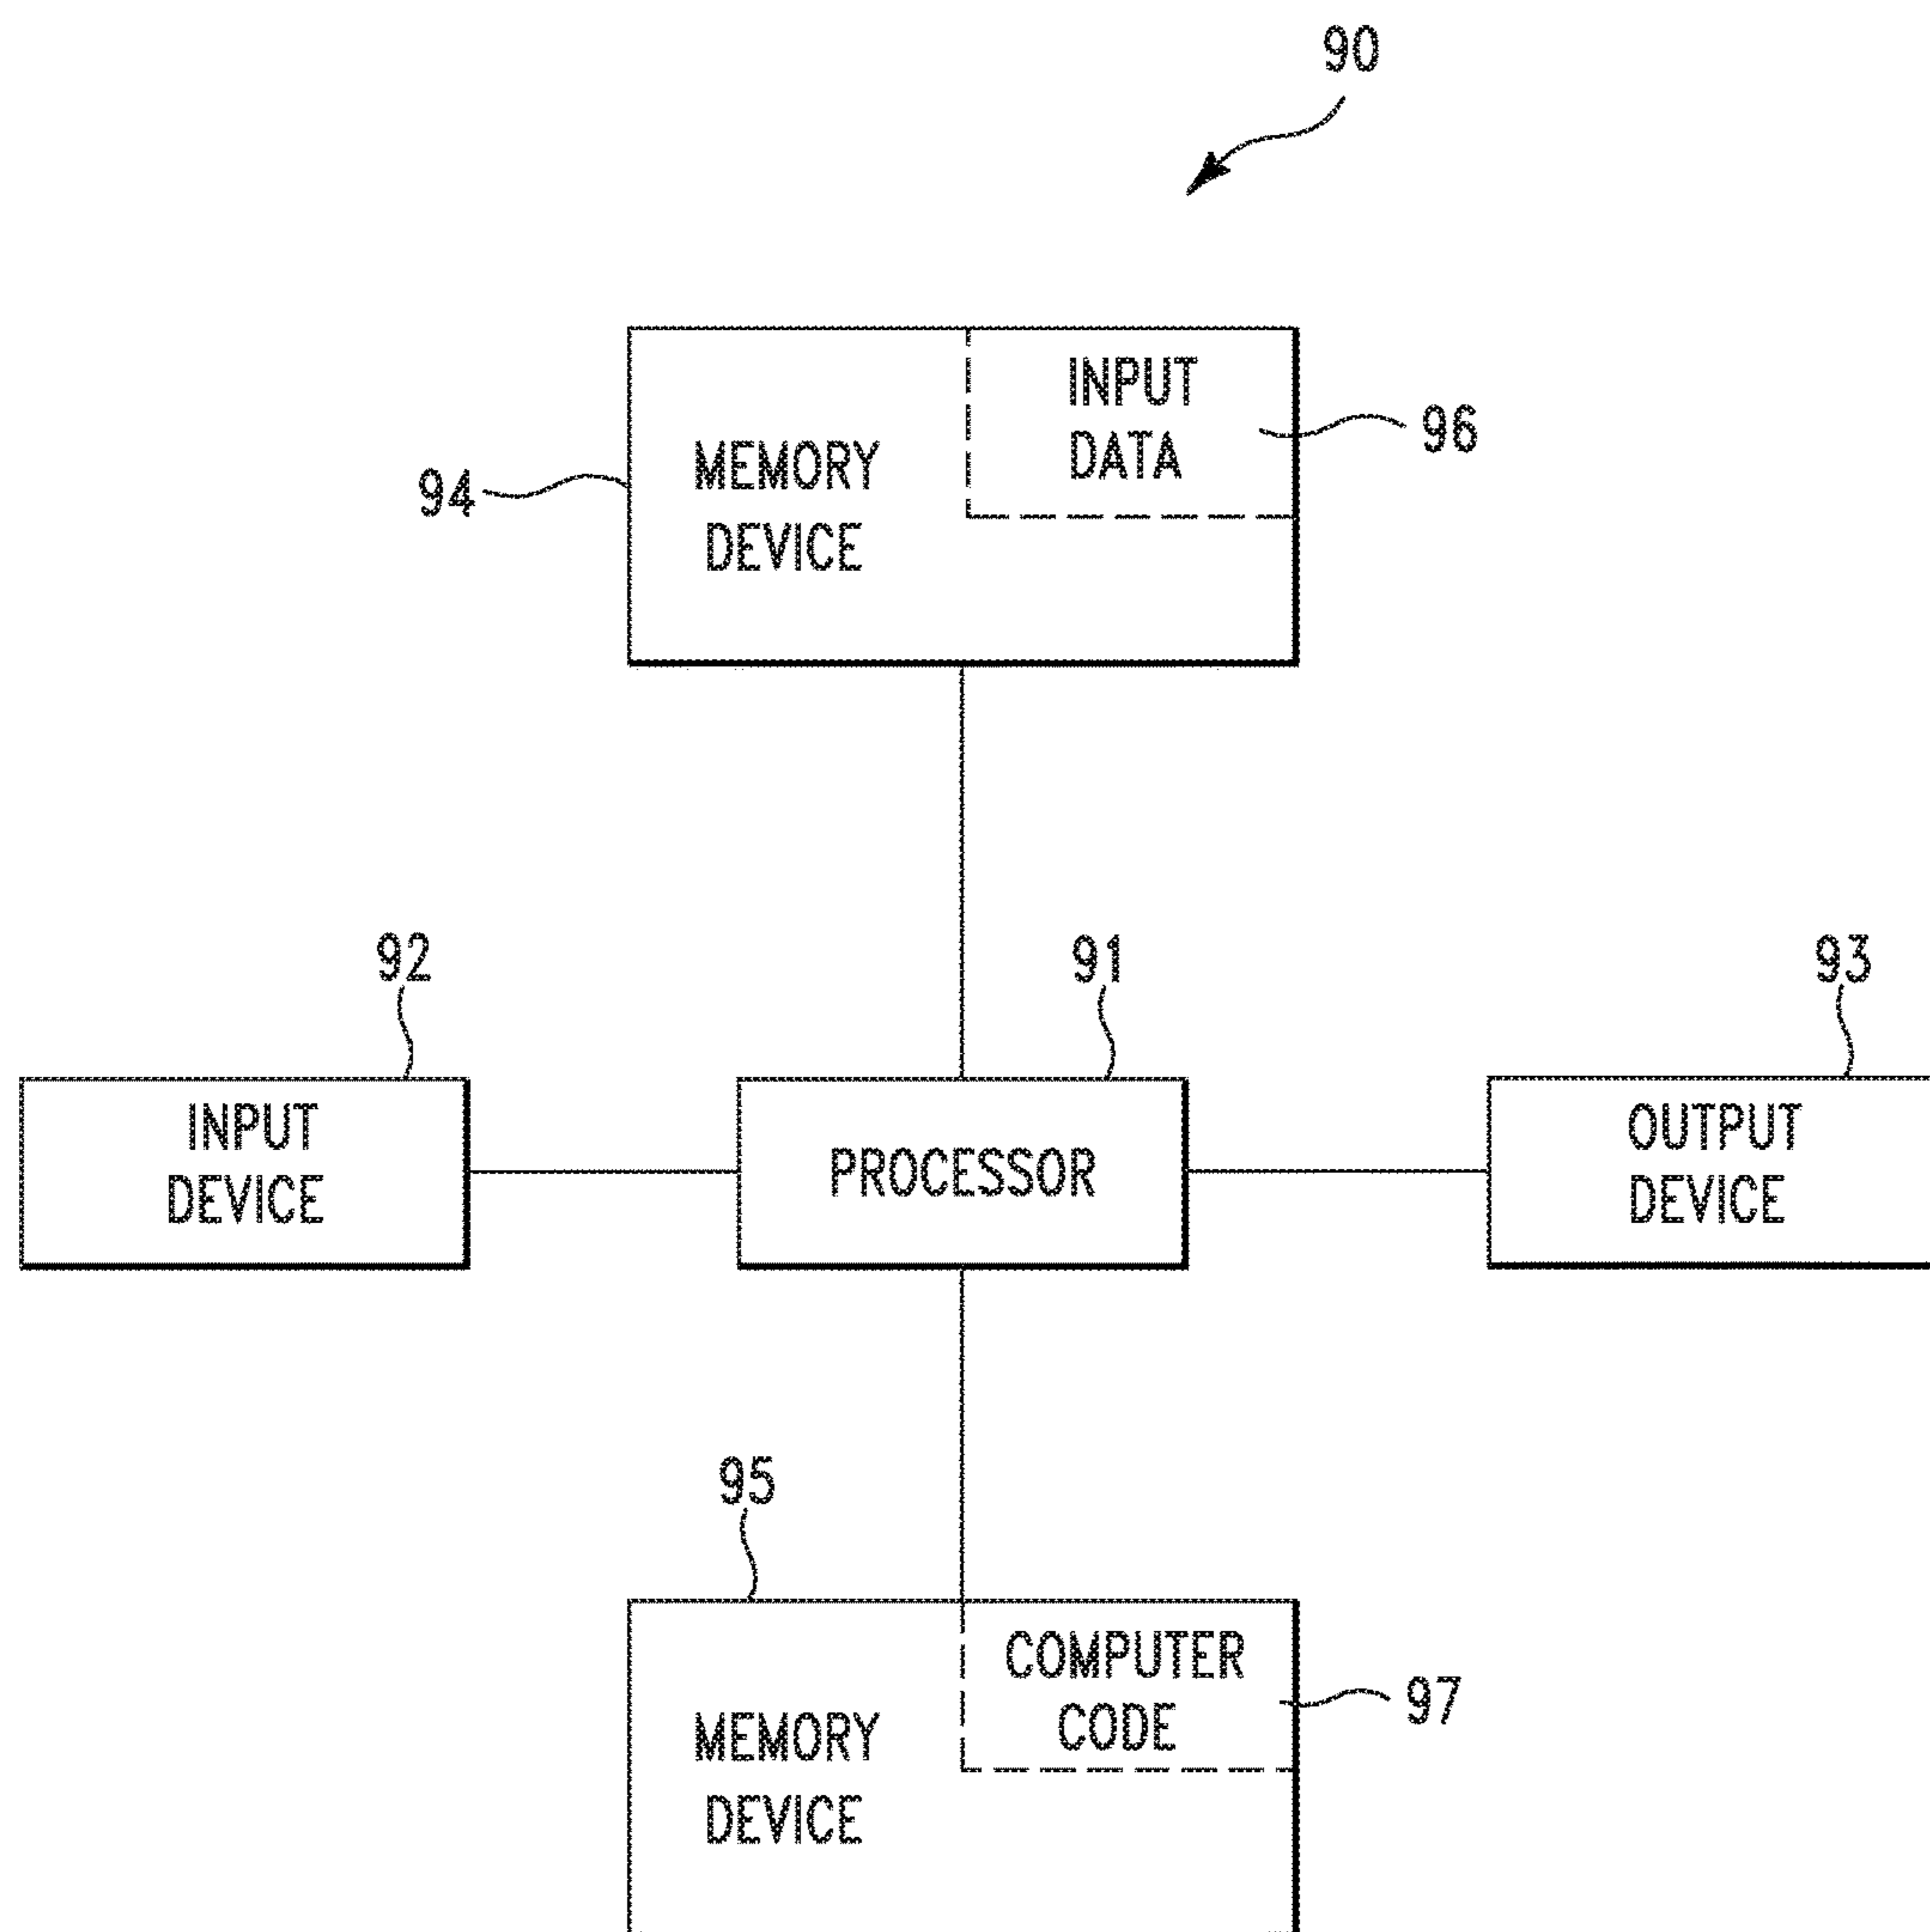 90
INPUT
DATA
96
MEMORY
DEVICE
94
92
91
93
INPUT
DEVICE
PROCESSOR
OUTPUT
DEVICE
95
COMPUTER
CODE
97
MEMORY
DEVICE